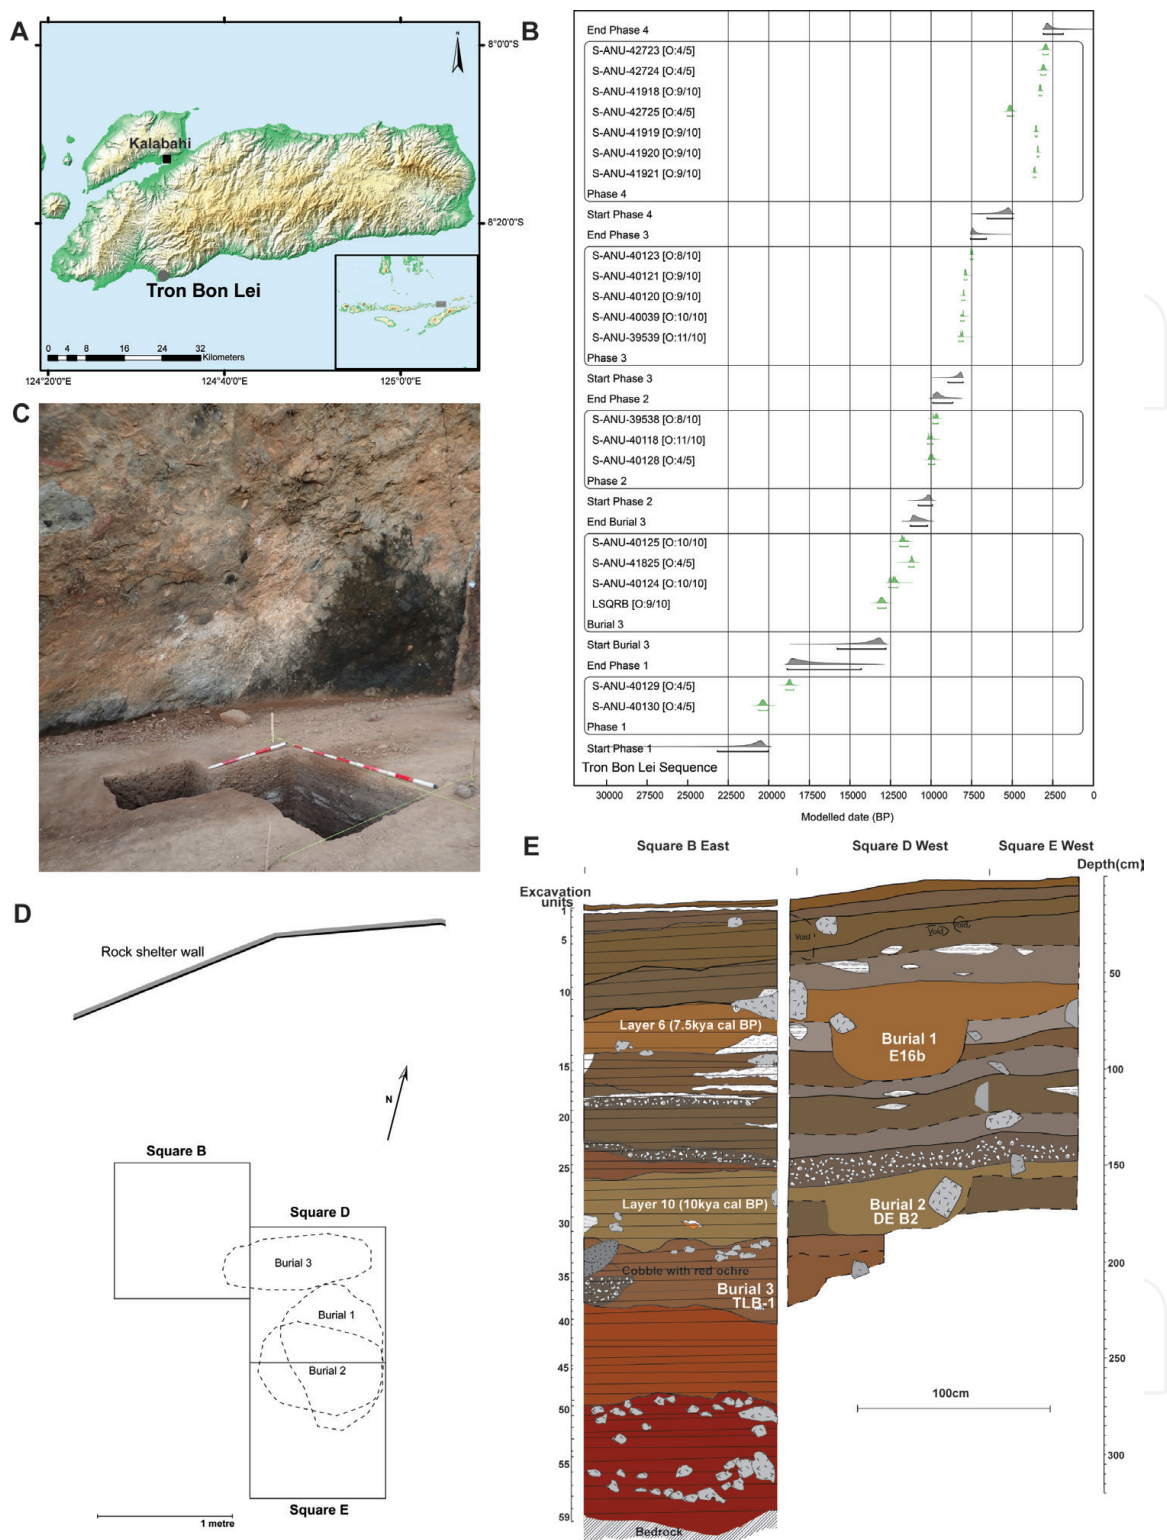 A
N
8°0'0"S
Kalabahi
8°20'0"S
Tron Bon Lei
0 4 8 16 24 32
Kilometers
124°20'0"E 124°40'0"E 125°0'0"E
B
End Phase 4
S-ANU-42723 [O:4/5]
S-ANU-42724 [O:4/5]
S-ANU-41918 [O:9/10]
S-ANU-42725 [O:4/5]
S-ANU-41919 [O:9/10]
S-ANU-41920 [O:9/10]
S-ANU-41921 [O:9/10]
Phase 4
Start Phase 4
End Phase 3
S-ANU-40123 [O:8/10]
S-ANU-40121 [O:9/10]
S-ANU-40120 [O:9/10]
S-ANU-40039 [O:10/10]
S-ANU-39539 [O:11/10]
Phase 3
Start Phase 3
End Phase 2
S-ANU-39538 [O:8/10]
S-ANU-40118 [O:11/10]
S-ANU-40128 [O:4/5]
Phase 2
Start Phase 2
End Burial 3
S-ANU-40125 [O:10/10]
S-ANU-41825 [O:4/5]
S-ANU-40124 [O:10/10]
LSQRB [O:9/10]
Burial 3
Start Burial 3
End Phase 1
S-ANU-40129 [O:4/5]
S-ANU-40130 [O:4/5]
Phase 1
Start Phase 1
Tron Bon Lei Sequence
30000 27500 25000 22500 20000 17500 15000 12500 10000 7500 5000 2500 0
Modelled date (BP)
C
D
Rock shelter wall
N
Square B
Square D
Burial 3
Burial 1
Burial 2
Square E
1 metre
E
Square B East Square D West Square E West
Depth(cm)
Excavation
units
1
5
10
15
20
25
30
35
40
45
50
55
59
Void
Void
Void
Layer 6 (7.5kya cal BP)
Burial 1
E16b
Layer 10 (10kya cal BP)
Burial 2
DE B2
Cobble with red ochre
Burial 3
TLB-1
Bedrock
50
100
150
200
250
300
100cm